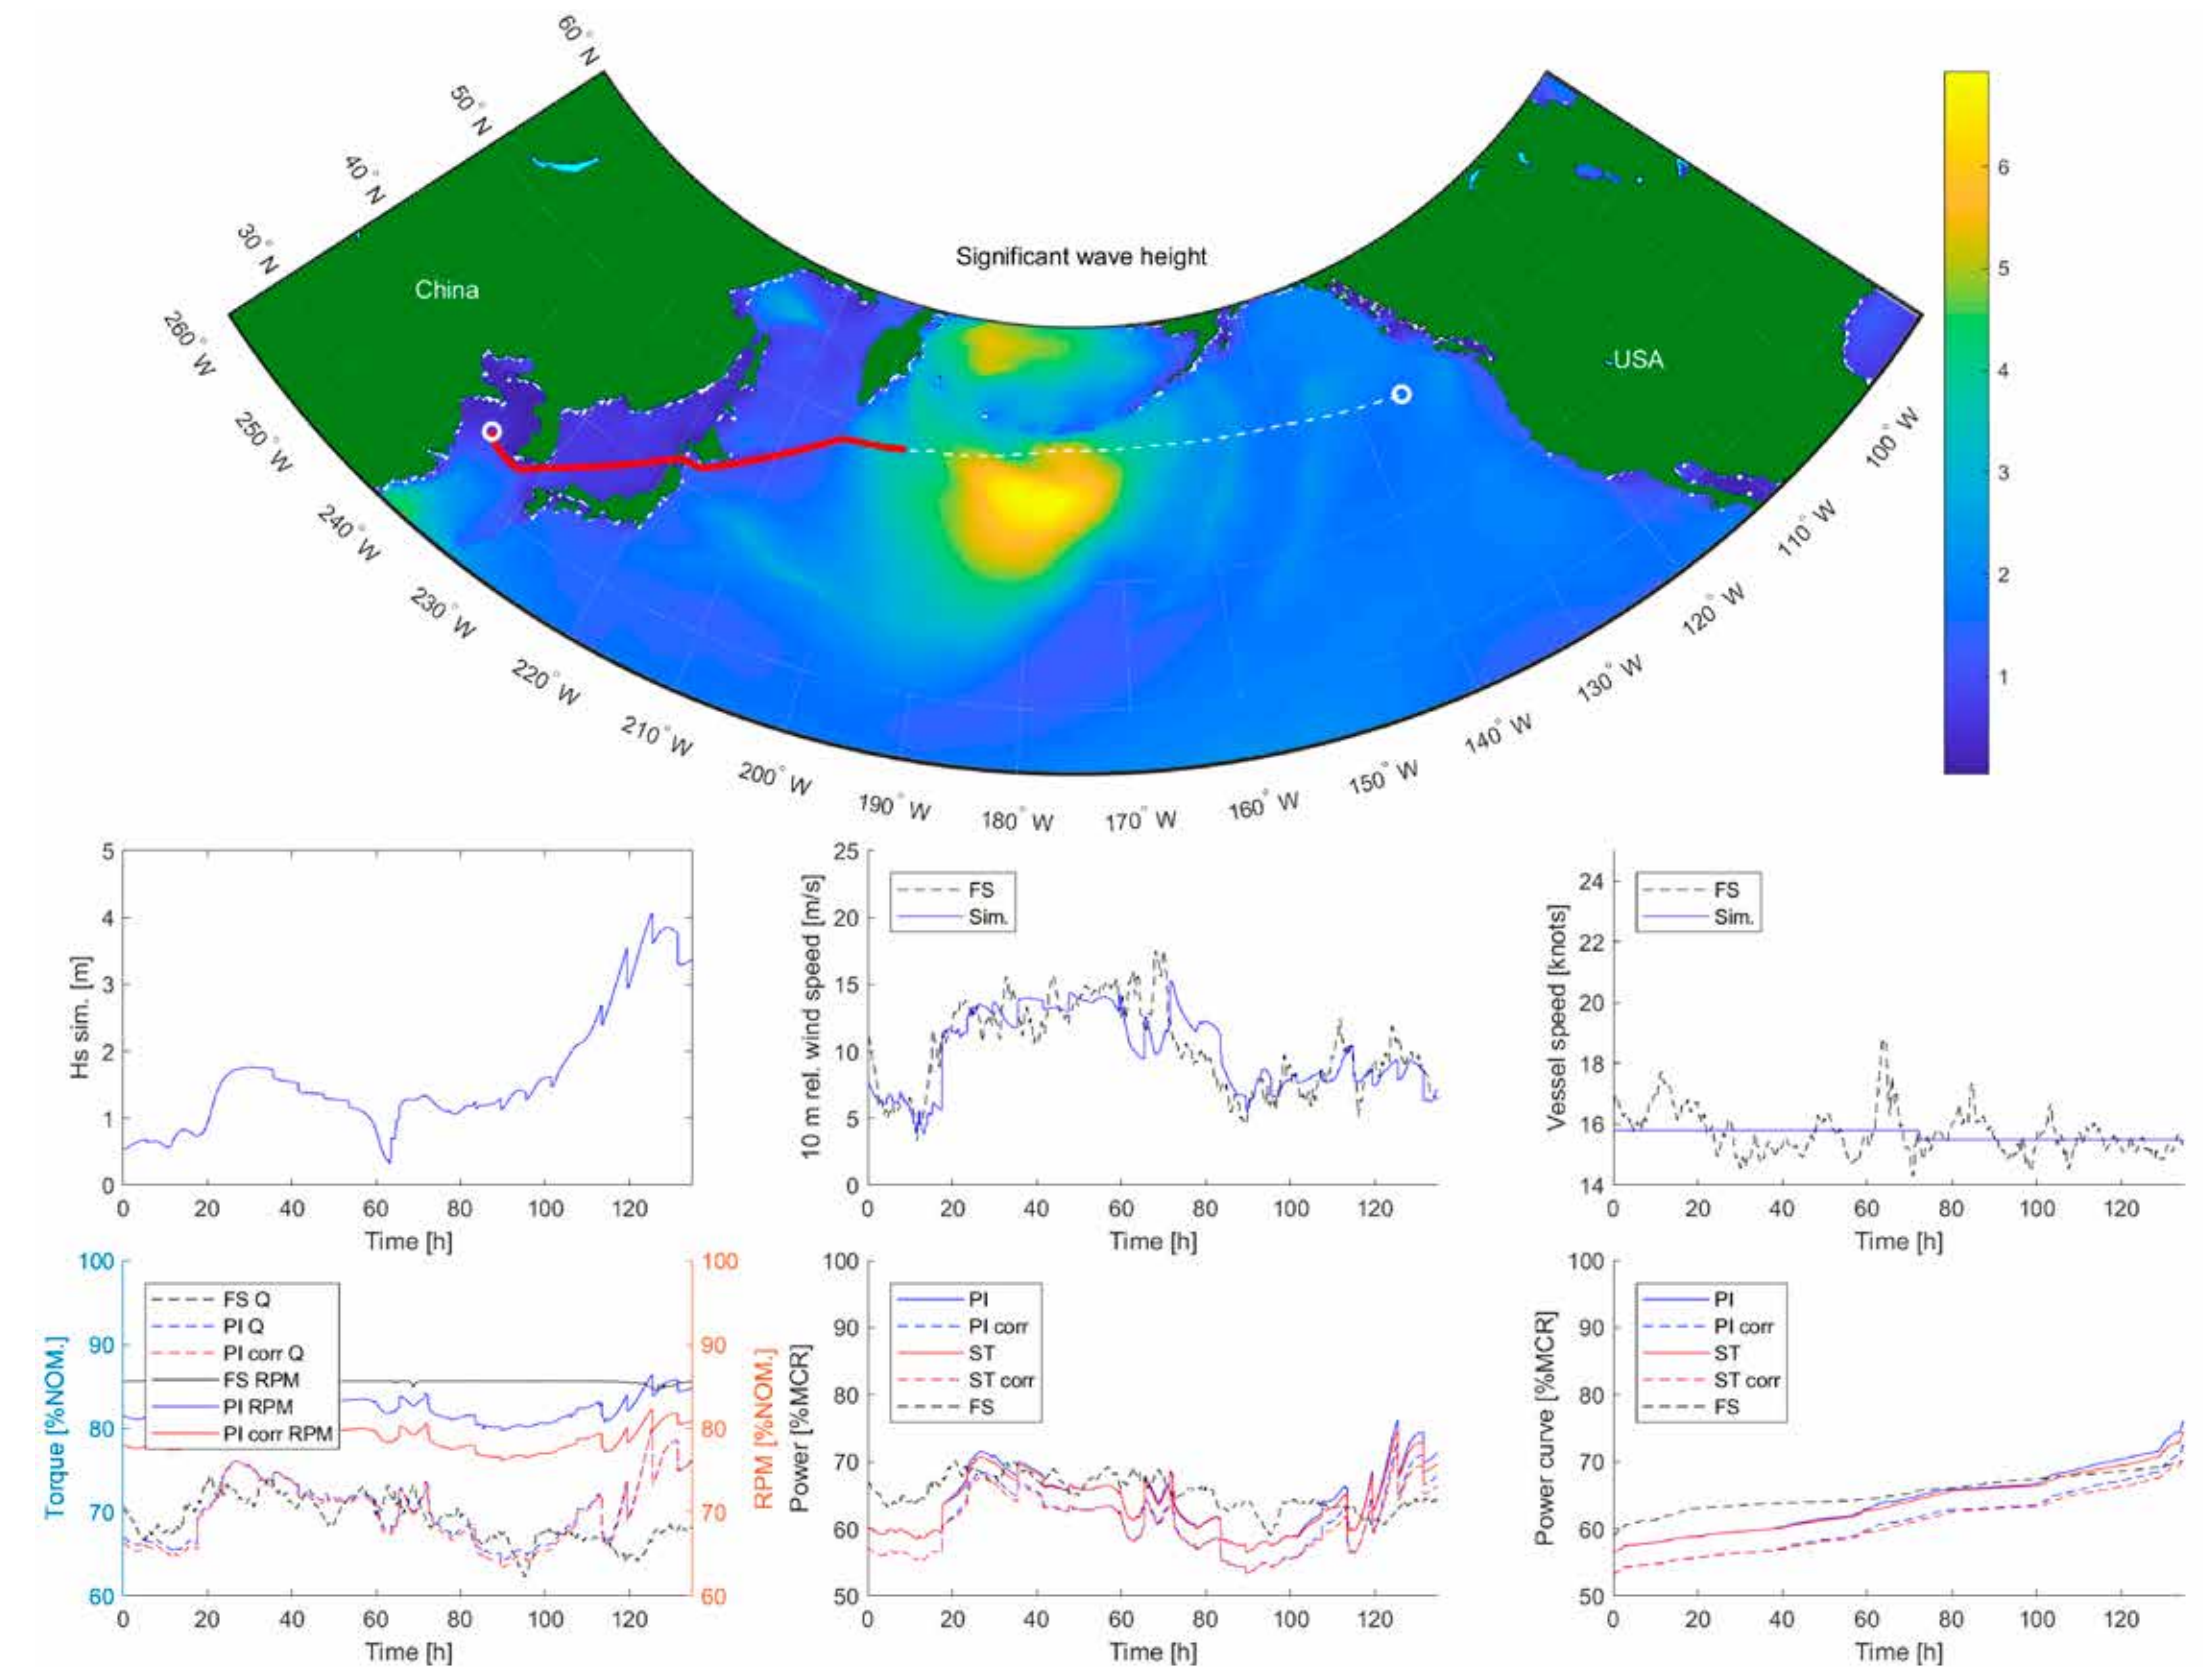 60° N
50° N
40° N
30° N
260° W
250° W
240° W
230° W
220° W
210° W
200° W
190° W
180° W
170° W
160° W
150° W
140° W
130° W
120° W
110° W
100° W
Significant wave height
China
USA
6
5
4
3
2
1
Hs sim. [m]
5
4
3
2
1
0
0 20 40 60 80 100 120
Time [h]
10 m rel. wind speed [m/s]
25
20
15
10
5
0
FS
Sim.
0 20 40 60 80 100 120
Time [h]
Vessel speed [knots]
24
22
20
18
16
14
FS
Sim.
0 20 40 60 80 100 120
Time [h]
Torque [%NOM.]
100
90
80
70
60
FS Q
PI Q
PI corr Q
FS RPM
PI RPM
PI corr RPM
100
90
80
70
60
RPM [%NOM.]
0 20 40 60 80 100 120
Time [h]
Power [%MCR]
100
90
80
70
60
50
PI
PI corr
ST
ST corr
FS
0 20 40 60 80 100 120
Time [h]
Power curve [%MCR]
100
90
80
70
60
50
PI
PI corr
ST
ST corr
FS
0 20 40 60 80 100 120
Time [h]